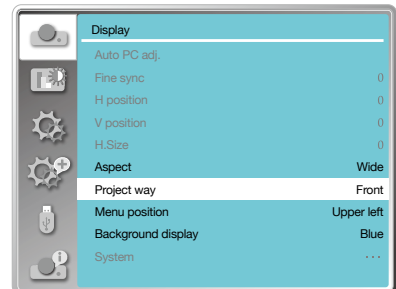 Display
Auto PC adj.
Fine sync 0
H position 0
V position 0
H.Size 0
Aspect Wide
Project way Front
Menu position Upper left
Background display Blue
System ...